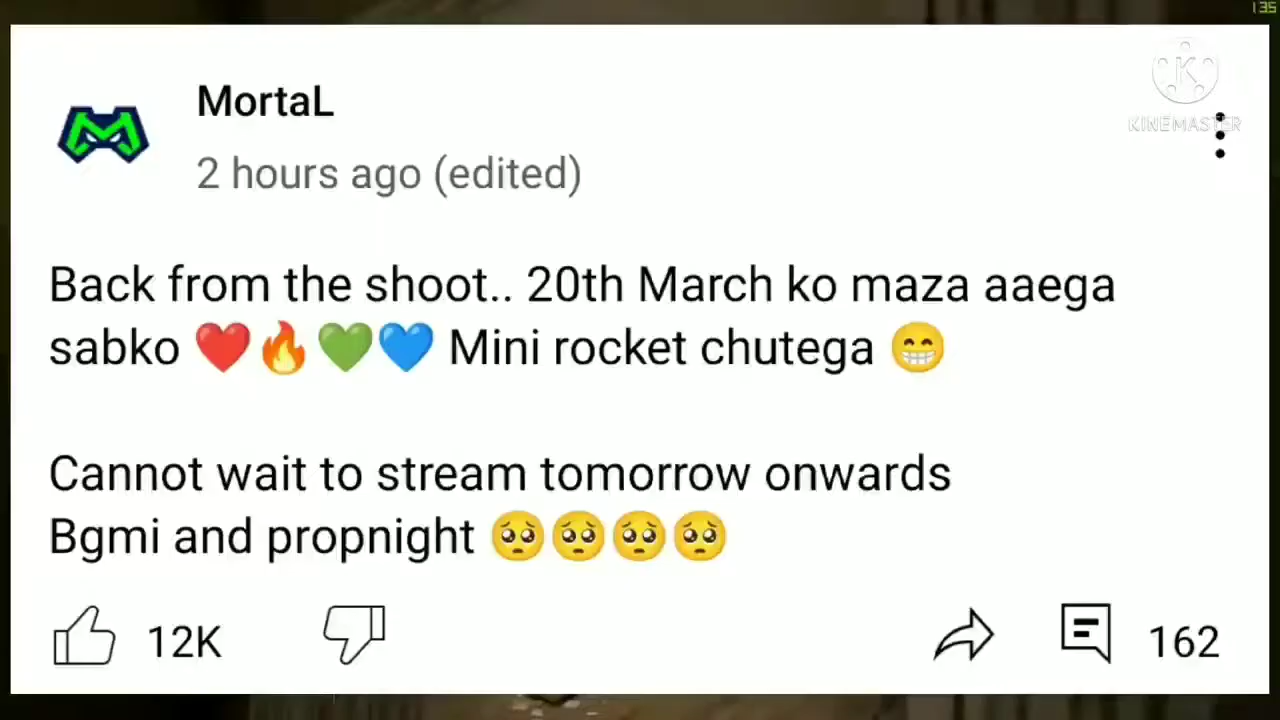 135
MortaL
KINEMASTER
2 hours ago (edited)
Back from the shoot.. 20th March ko maza aaega
sabko ❤️🔥💚💙 Mini rocket chutega 😁
Cannot wait to stream tomorrow onwards
Bgmi and propnight 🥺🥺🥺🥺
12K
162